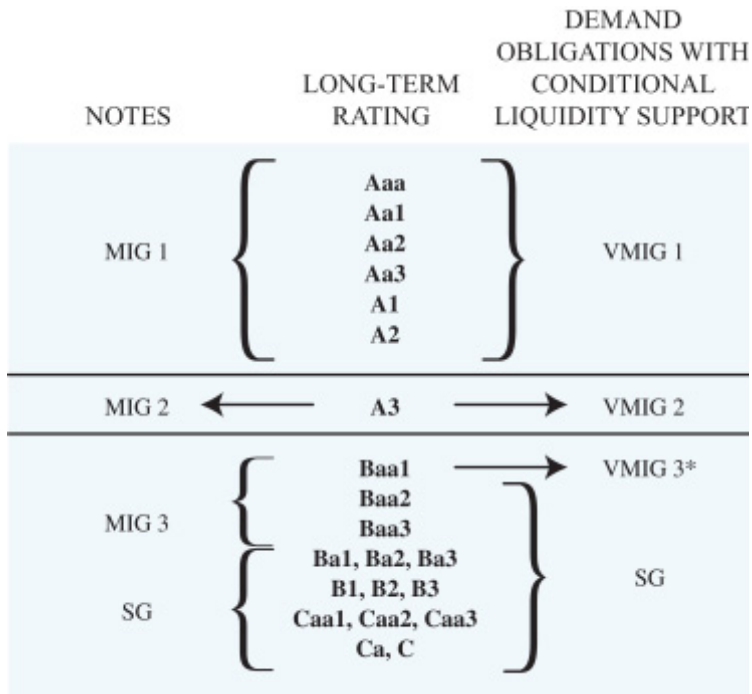 DEMAND
OBLIGATIONS WITH
LONG-TERM CONDITIONAL
NOTES RATING LIQUIDITY SUPPORT
Aaa
Aa1
Aa2
MIG 1 VMIG 1
Aa3
A1
A2
MIG 2 A3 VMIG 2
Baa1 VMIG 3*
Baa2
MIG 3
Baa3
Ba1, Ba2, Ba3
B1, B2, B3
SG
SG
Caa1, Caa2, Caa3
Ca, C